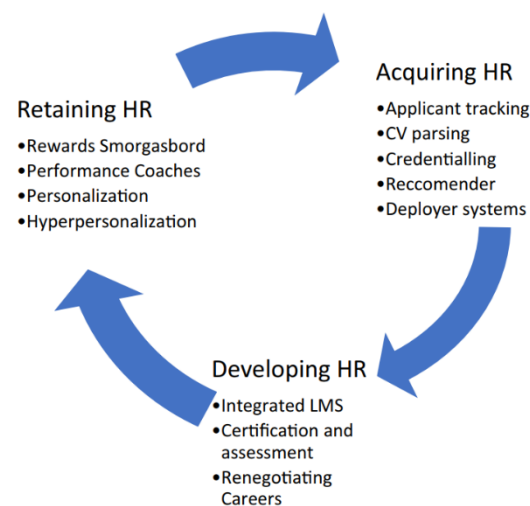 Retaining HR
•Rewards Smorgasbord
•Performance Coaches
•Personalization
•Hyperpersonalization
Acquiring HR
•Applicant tracking
•CV parsing
•Credentialling
•Reccomender
•Deployer systems
Developing HR
•Integrated LMS
•Certification and
assessment
•Renegotiating
Careers